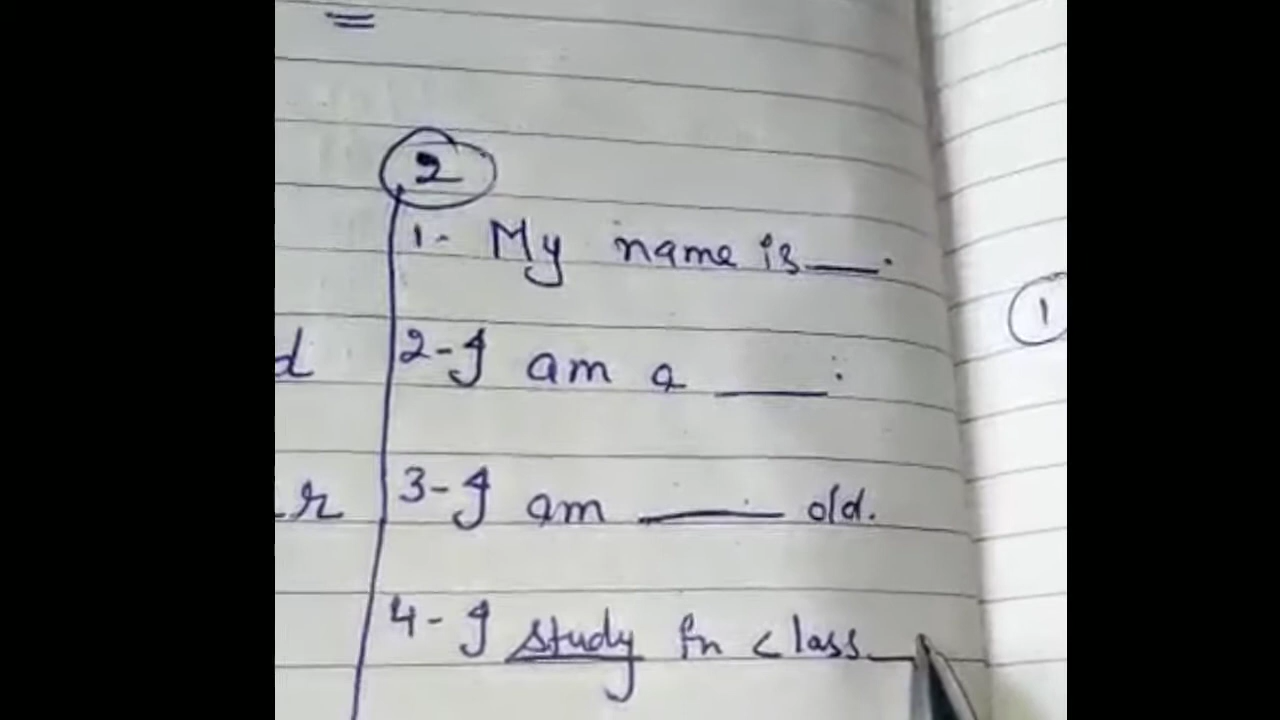 =
2
1- My name is ___.
2- I am a ___.
3- I am ___ old.
4- I study in class ___
d
r
1